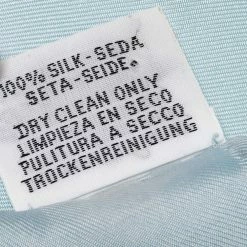 100% SILK-SEDA
SETA-SEIDE.
DRY CLEAN ONLY
LIMPIEZA EN SECO
PULITURA A SECCO
TROCKENREINIGUNG